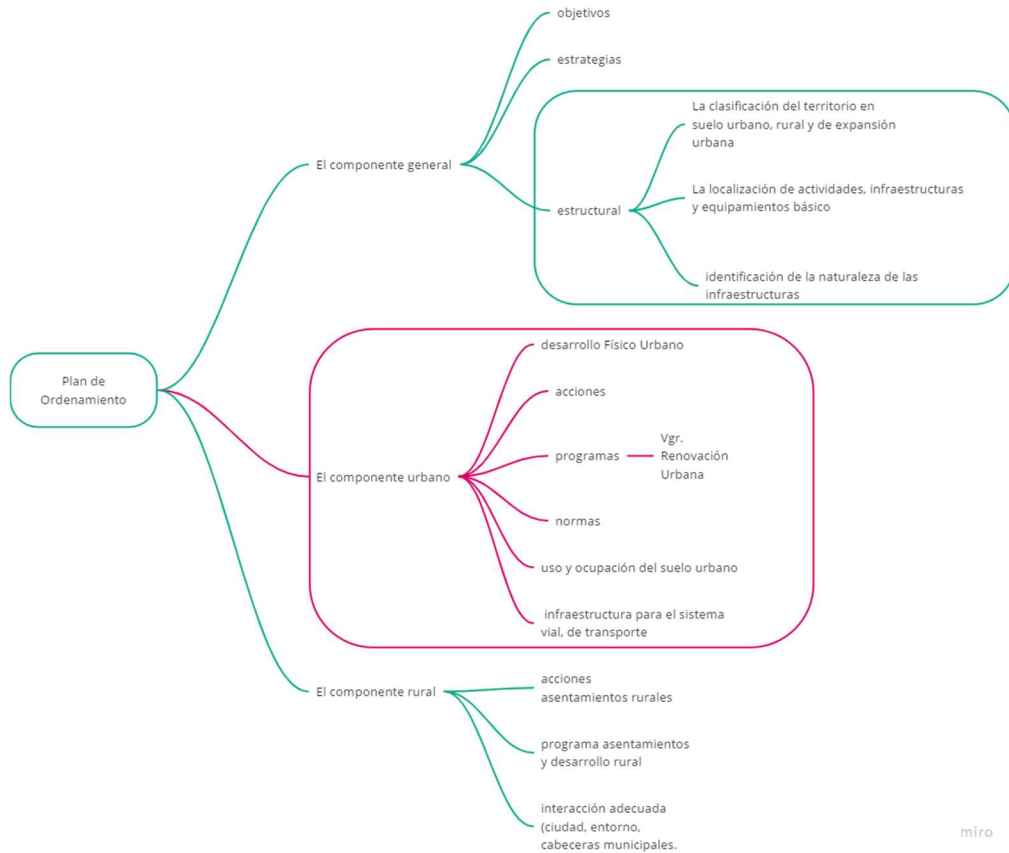 objetivos
estrategias
La clasificación del territorio en
suelo urbano, rural y de expansión
urbana
El componente general
La localización de actividades, infraestructuras
y equipamientos básico
estructural
identificación de la naturaleza de las
infraestructuras
desarrollo Físico Urbano
Plan de
Ordenamiento
acciones
Vgr.
programas
Renovación
Urbana
El componente urbano
normas
uso y ocupación del suelo urbano
infraestructura para el sistema
vial, de transporte
acciones
asentamientos rurales
El componente rural
programa asentamientos
y desarrollo rural
interacción adecuada
(ciudad, entorno,
cabeceras municipales.
miro